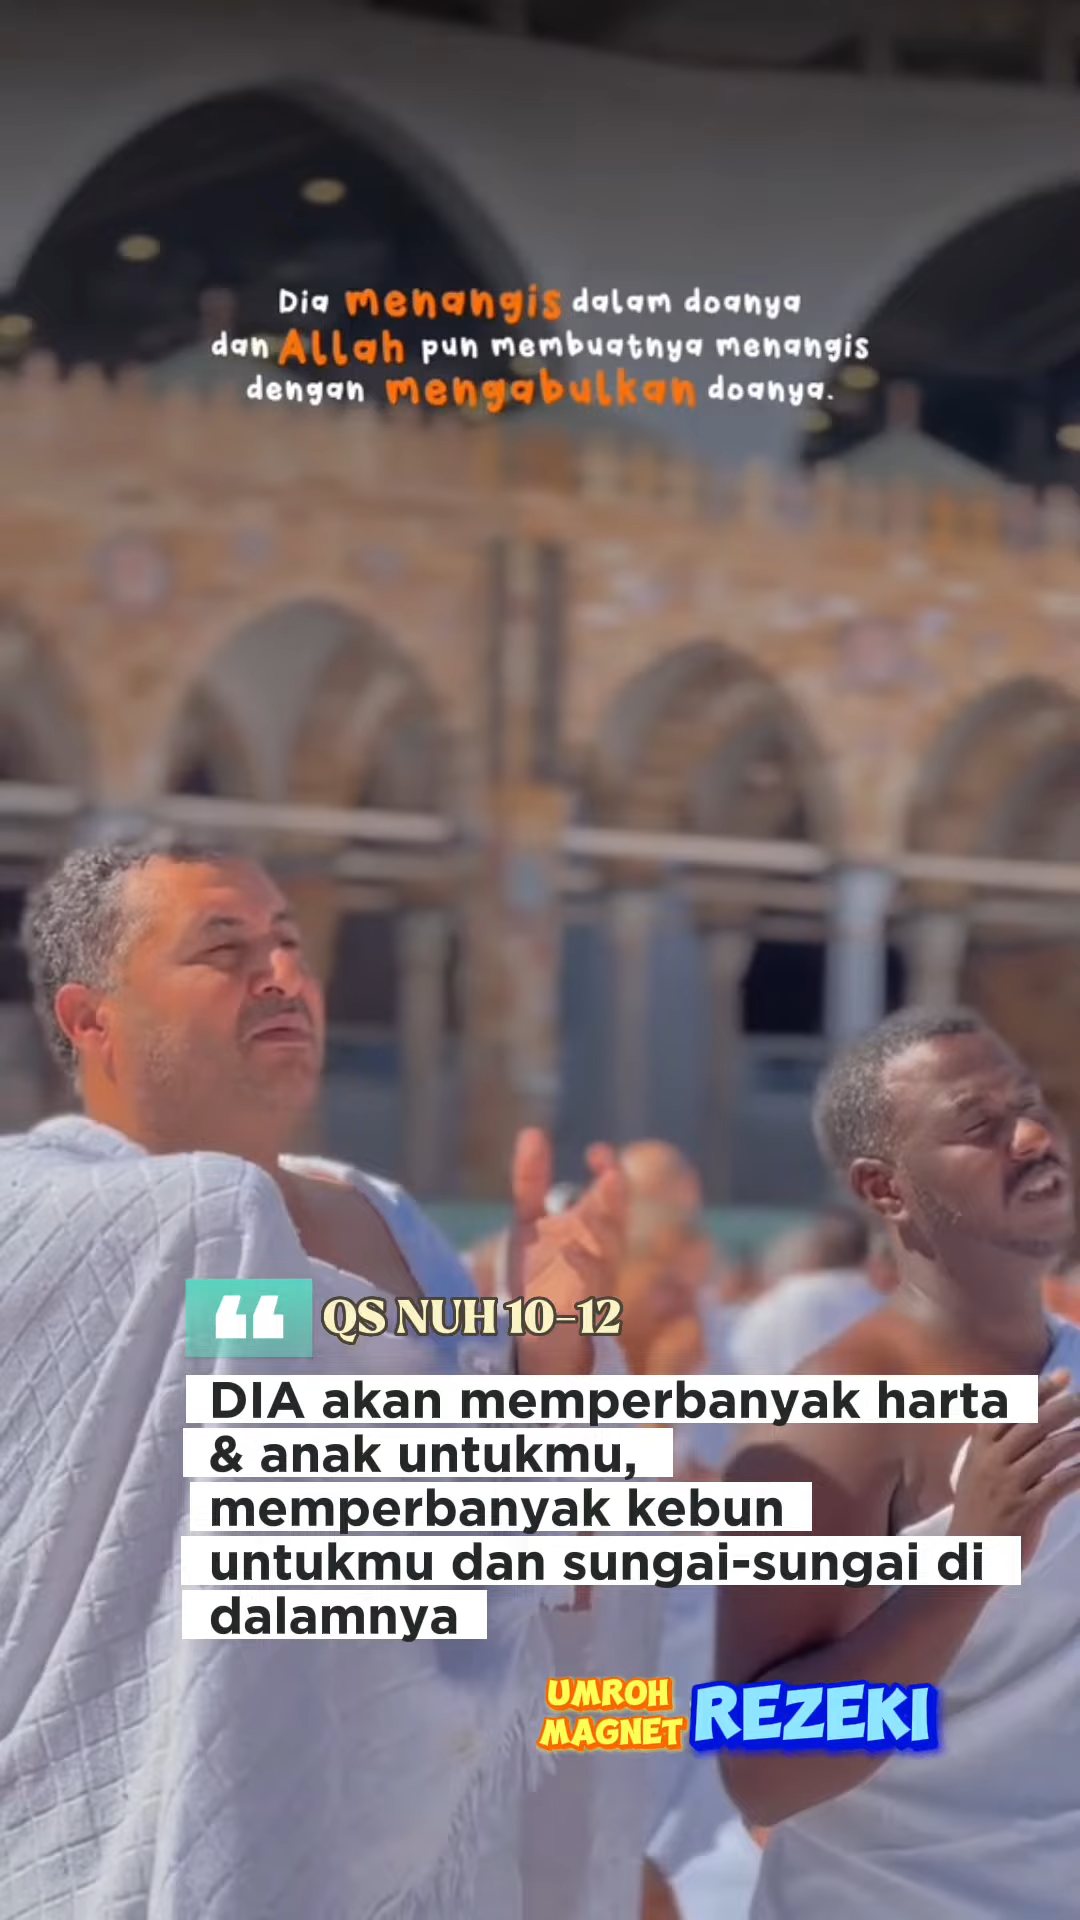 Dia menangis dalam doanya
dan Allah pun membuatnya menangis
dengan mengabulkan doanya.
QS NUH 10-12
DIA akan memperbanyak harta
& anak untukmu,
memperbanyak kebun
untukmu dan sungai-sungai di
dalamnya
UMROH
MAGNET REZEKI